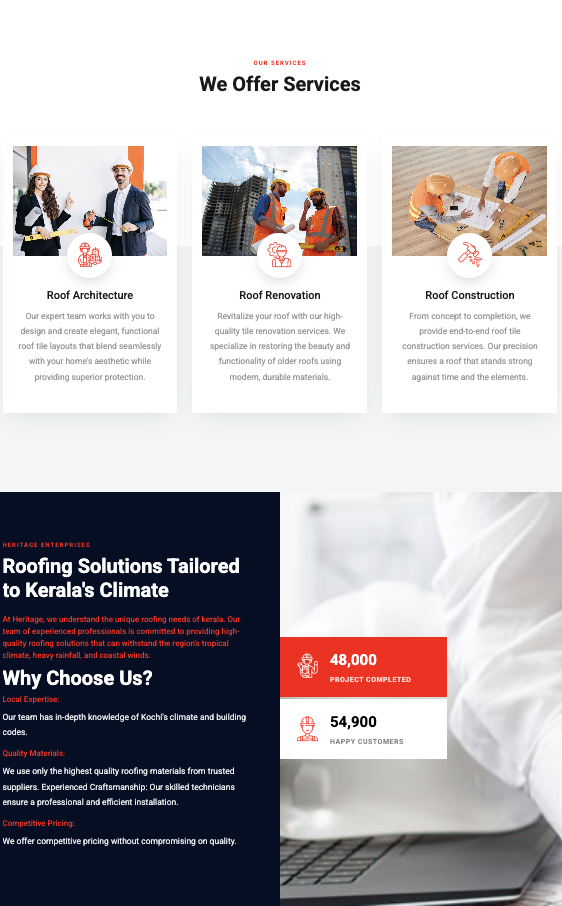 OUR SERVICES
We Offer Services
Roof Architecture
Our expert team works with you to
design and create elegant, functional
roof tile layouts that blend seamlessly
with your home's aesthetic while
providing superior protection.
Roof Renovation
Revitalize your roof with our high-
quality tile renovation services. We
specialize in restoring the beauty and
functionality of older roofs using
modern, durable materials.
Roof Construction
From concept to completion, we
provide end-to-end roof tile
construction services. Our precision
ensures a roof that stands strong
against time and the elements.
HERITAGE ENTERPRISES
Roofing Solutions Tailored
to Kerala's Climate
At Heritage, we understand the unique roofing needs of kerala. Our
team of experienced professionals is committed to providing high-
quality roofing solutions that can withstand the region's tropical
climate, heavy rainfall, and coastal winds.
Why Choose Us?
Local Expertise:
Our team has in-depth knowledge of Kochi's climate and building
codes.
Quality Materials:
We use only the highest quality roofing materials from trusted
suppliers. Experienced Craftsmanship: Our skilled technicians
ensure a professional and efficient installation.
Competitive Pricing:
We offer competitive pricing without compromising on quality.
48,000
PROJECT COMPLETED
54,900
HAPPY CUSTOMERS